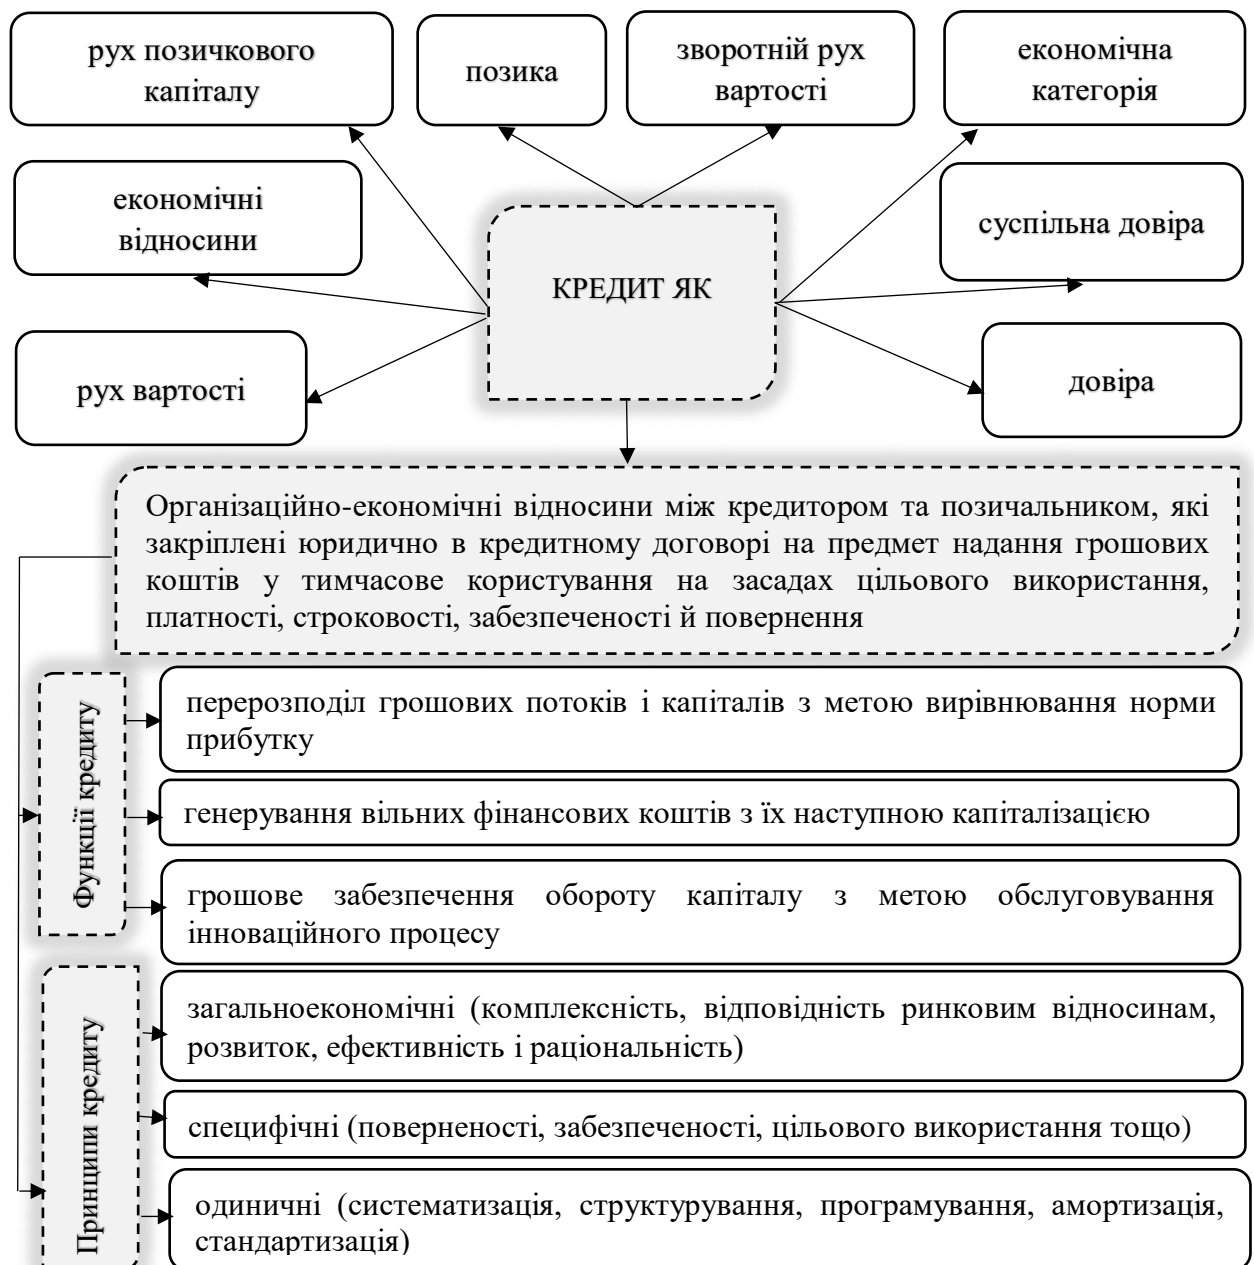 рух позичкового
капіталу
позика
зворотній рух
вартості
економічна
категорія
економічні
відносини
КРЕДИТ ЯК
суспільна довіра
рух вартості
довіра
Організаційно-економічні відносини між кредитором та позичальником, які
закріплені юридично в кредитному договорі на предмет надання грошових
коштів у тимчасове користування на засадах цільового використання,
платності, строковості, забезпеченості й повернення
Функції кредиту
перерозподіл грошових потоків і капіталів з метою вирівнювання норми
прибутку
генерування вільних фінансових коштів з їх наступною капіталізацією
грошове забезпечення обороту капіталу з метою обслуговування
інноваційного процесу
Принципи кредиту
загальноекономічні (комплексність, відповідність ринковим відносинам,
розвиток, ефективність і раціональність)
специфічні (поверненості, забезпеченості, цільового використання тощо)
одиничні (систематизація, структурування, програмування, амортизація,
стандартизація)